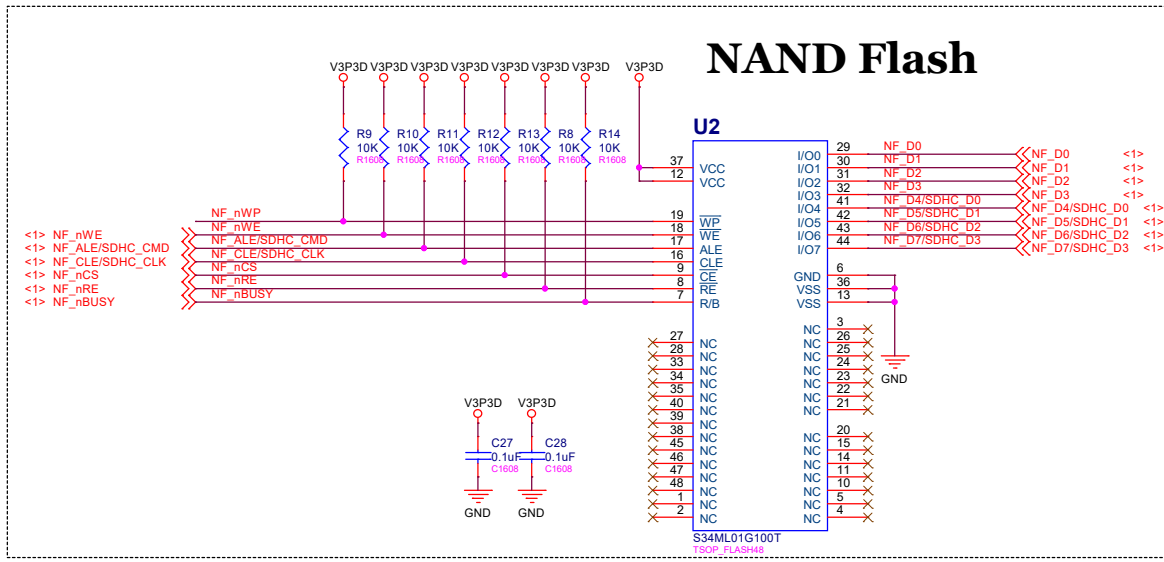 NAND Flash
V3P3D V3P3D V3P3D V3P3D V3P3D V3P3D V3P3D V3P3D
R9 R10 R11 R12 R13 R8 R14
10K 10K 10K 10K 10K 10K 10K
R1608 R1608 R1608 R1608 R1608 R1608 R1608
U2
37 VCC
12 VCC
NF_nWP 19 WP
<1> NF_nWE NF_nWE 18 WE
<1> NF_ALE/SDHC_CMD NF_ALE/SDHC_CMD 17 ALE
<1> NF_CLE/SDHC_CLK NF_CLE/SDHC_CLK 16 CLE
<1> NF_nCS NF_nCS 9 CE
<1> NF_nRE NF_nRE 8 RE
<1> NF_nBUSY NF_nBUSY 7 R/B
27 NC
28 NC
33 NC
34 NC
35 NC
40 NC
39 NC
38 NC
45 NC
46 NC
47 NC
48 NC
1 NC
2 NC
I/O0 29 NF_D0 NF_D0 <1>
I/O1 30 NF_D1 NF_D1 <1>
I/O2 31 NF_D2 NF_D2 <1>
I/O3 32 NF_D3 NF_D3 <1>
I/O4 41 NF_D4/SDHC_D0 NF_D4/SDHC_D0 <1>
I/O5 42 NF_D5/SDHC_D1 NF_D5/SDHC_D1 <1>
I/O6 43 NF_D6/SDHC_D2 NF_D6/SDHC_D2 <1>
I/O7 44 NF_D7/SDHC_D3 NF_D7/SDHC_D3 <1>
GND 6
VSS 36
VSS 13
GND
NC 3
NC 26
NC 25
NC 24
NC 23
NC 22
NC 21
NC 20
NC 15
NC 14
NC 11
NC 10
NC 5
NC 4
S34ML01G100T
TSOP_FLASH48
V3P3D V3P3D
C27 C28
0.1uF 0.1uF
C1608 C1608
GND GND